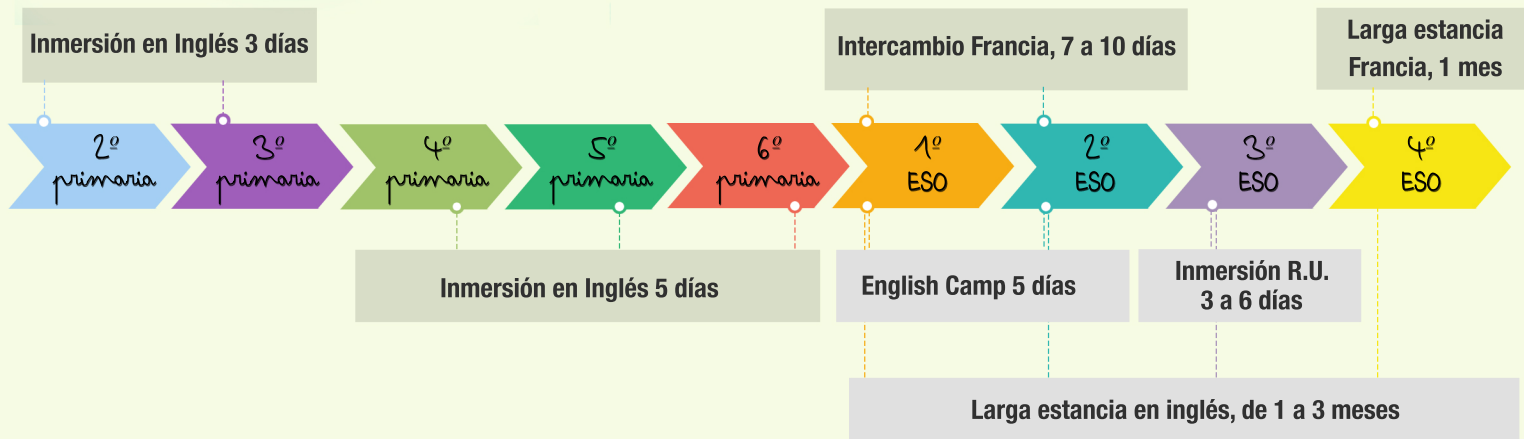 Inmersión en Inglés 3 días
Intercambio Francia, 7 a 10 días
Larga estancia
Francia, 1 mes
2º
primaria
3º
primaria
4º
primaria
5º
primaria
6º
primaria
1º
ESO
2º
ESO
3º
ESO
4º
ESO
Inmersión en Inglés 5 días
English Camp 5 días
Inmersión R.U.
3 a 6 días
Larga estancia en inglés, de 1 a 3 meses